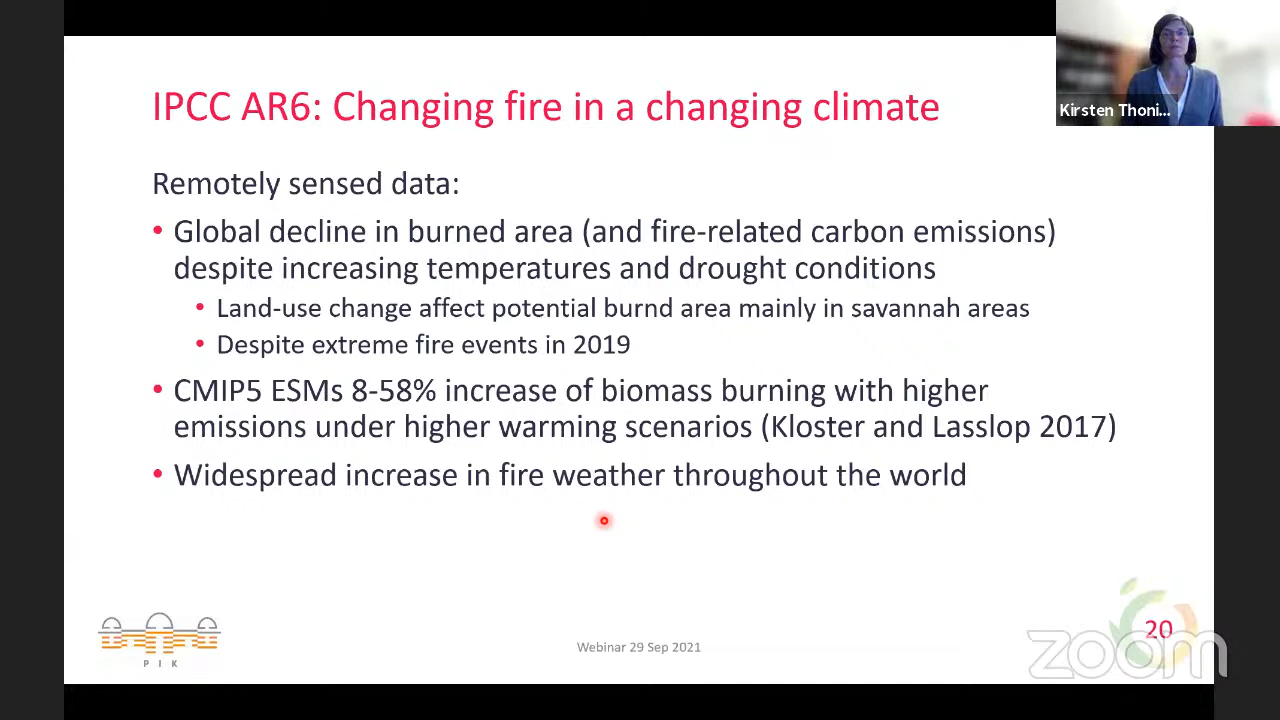 IPCC AR6: Changing fire in a changing climate
Kirsten Thoni...
Remotely sensed data:
• Global decline in burned area (and fire-related carbon emissions)
despite increasing temperatures and drought conditions
• Land-use change affect potential burnd area mainly in savannah areas
• Despite extreme fire events in 2019
• CMIP5 ESMs 8-58% increase of biomass burning with higher
emissions under higher warming scenarios (Kloster and Lasslop 2017)
• Widespread increase in fire weather throughout the world
PIK
Webinar 29 Sep 2021
20
zoom